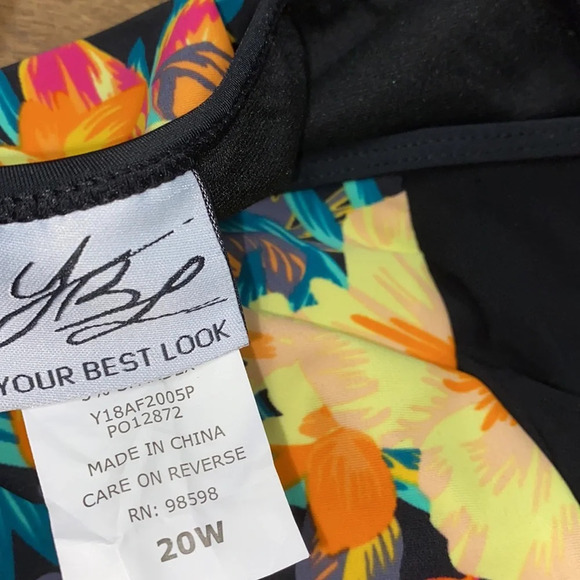 YBL
YOUR BEST LOOK
Y18AF2005P
PO12872
MADE IN CHINA
CARE ON REVERSE
RN: 98598
20W